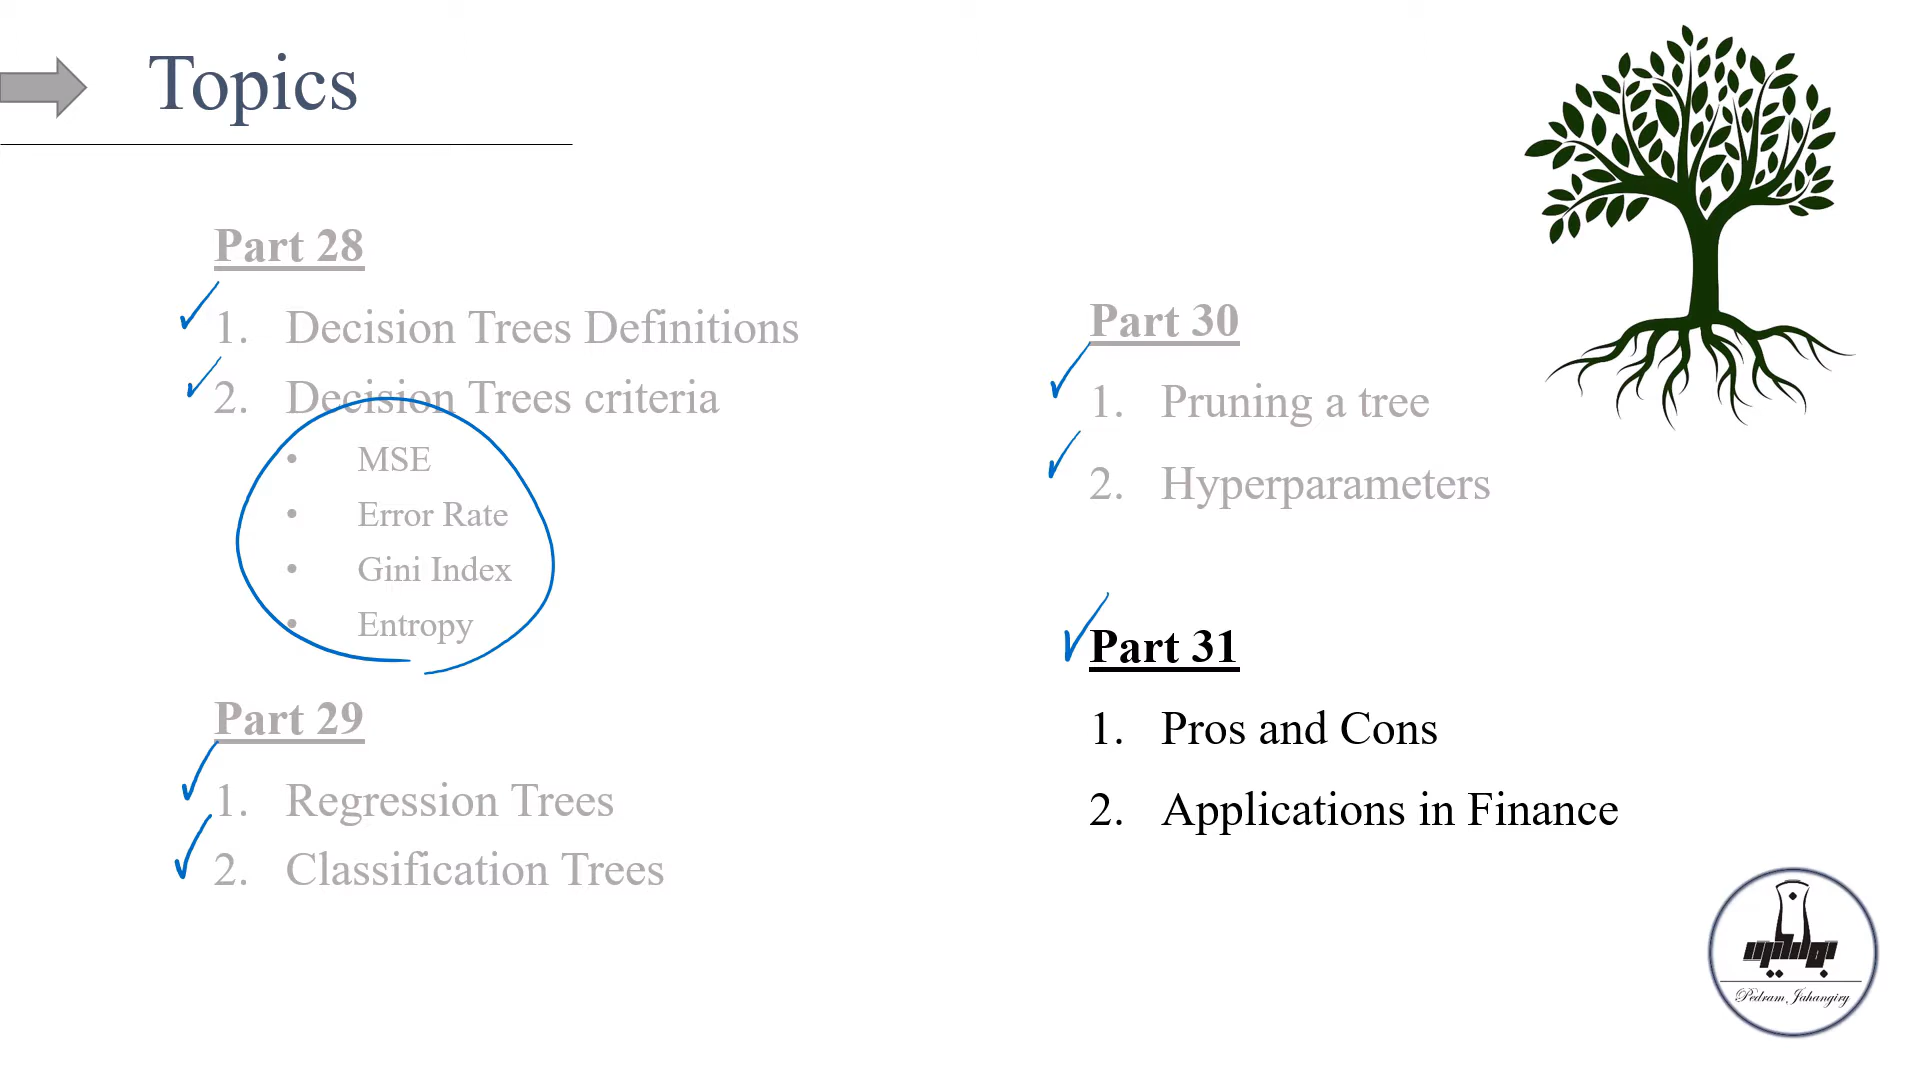 Topics
Part 28
1. Decision Trees Definitions
2. Decision Trees criteria
• MSE
• Error Rate
• Gini Index
• Entropy
Part 29
1. Regression Trees
2. Classification Trees
Part 30
1. Pruning a tree
2. Hyperparameters
Part 31
1. Pros and Cons
2. Applications in Finance
Pedram Jahangiry